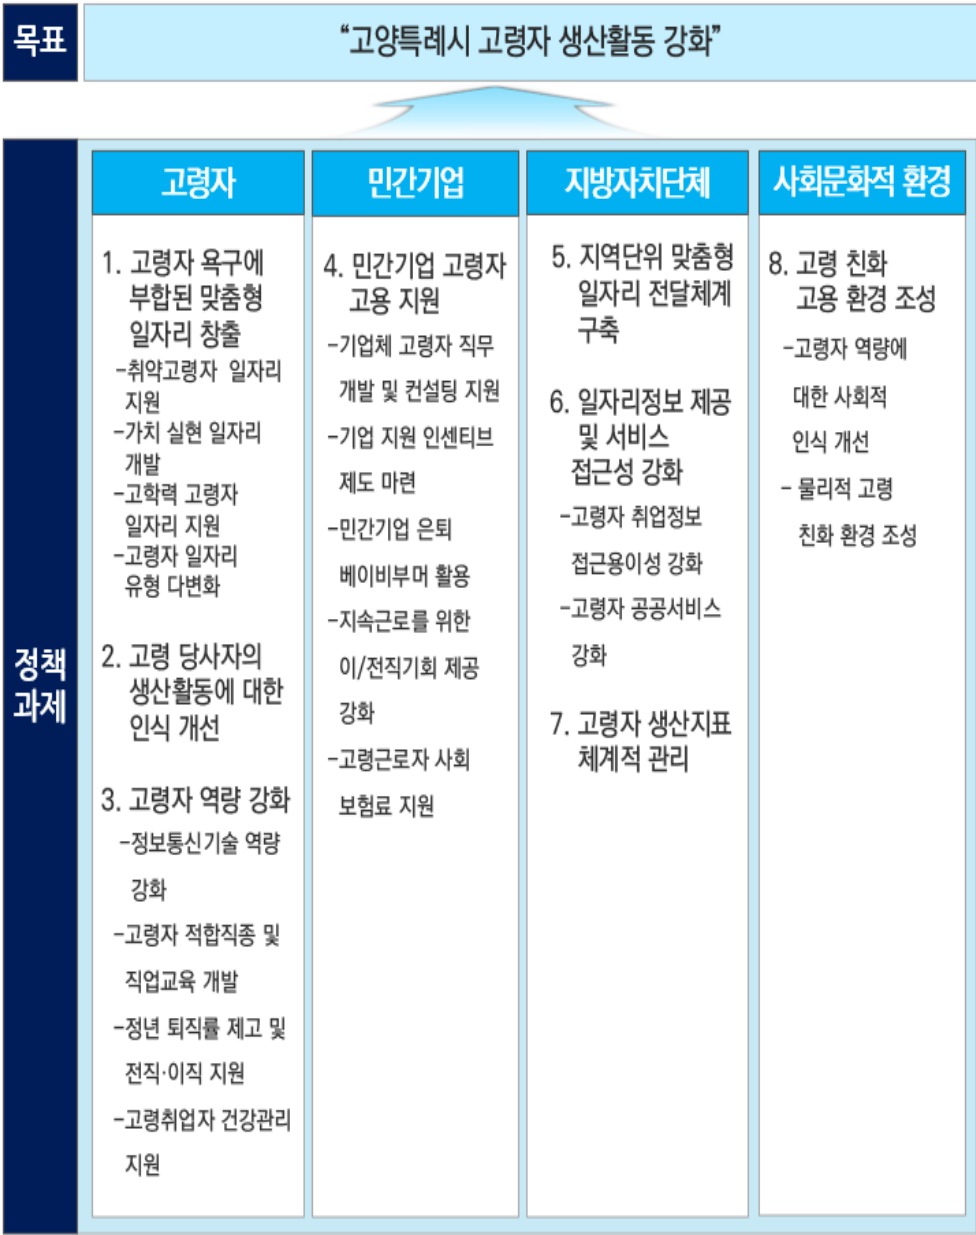 목표
“고양특례시 고령자 생산활동 강화”
정책
과제
고령자
1. 고령자 욕구에
부합된 맞춤형
일자리 창출
-취약고령자 일자리
지원
-가치 실현 일자리
개발
-고학력 고령자
일자리 지원
-고령자 일자리
유형 다변화
2. 고령 당사자의
생산활동에 대한
인식 개선
3. 고령자 역량 강화
-정보통신기술 역량
강화
-고령자 적합직종 및
직업교육 개발
-정년 퇴직률 제고 및
전직·이직 지원
-고령취업자 건강관리
지원
민간기업
4. 민간기업 고령자
고용 지원
-기업체 고령자 직무
개발 및 컨설팅 지원
-기업 지원 인센티브
제도 마련
-민간기업 은퇴
베이비부머 활용
-지속근로를 위한
이/전직기회 제공
강화
-고령근로자 사회
보험료 지원
지방자치단체
5. 지역단위 맞춤형
일자리 전달체계
구축
6. 일자리정보 제공
및 서비스
접근성 강화
-고령자 취업정보
접근용이성 강화
-고령자 공공서비스
강화
7. 고령자 생산지표
체계적 관리
사회문화적 환경
8. 고령 친화
고용 환경 조성
-고령자 역량에
대한 사회적
인식 개선
- 물리적 고령
친화 환경 조성